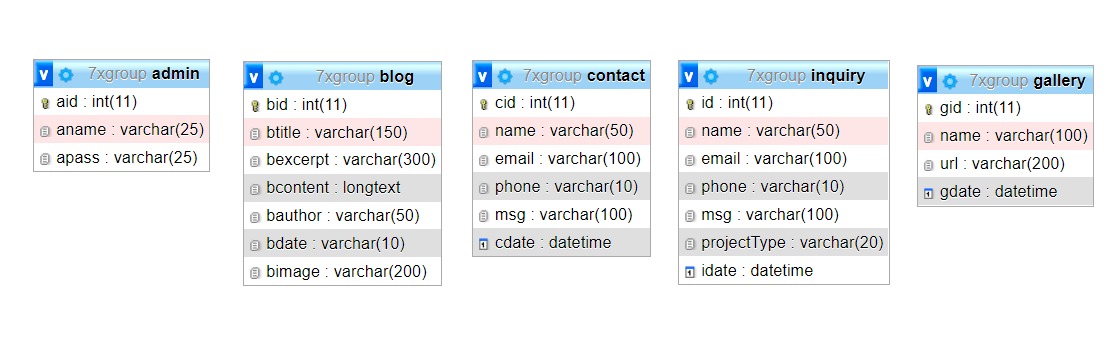 7xgroup admin
aid : int(11)
aname : varchar(25)
apass : varchar(25)
7xgroup blog
bid : int(11)
btitle : varchar(150)
bexcerpt : varchar(300)
bcontent : longtext
bauthor : varchar(50)
bdate : varchar(10)
bimage : varchar(200)
7xgroup contact
cid : int(11)
name : varchar(50)
email : varchar(100)
phone : varchar(10)
msg : varchar(100)
cdate : datetime
7xgroup inquiry
id : int(11)
name : varchar(50)
email : varchar(100)
phone : varchar(10)
msg : varchar(100)
projectType : varchar(20)
idate : datetime
7xgroup gallery
gid : int(11)
name : varchar(100)
url : varchar(200)
gdate : datetime